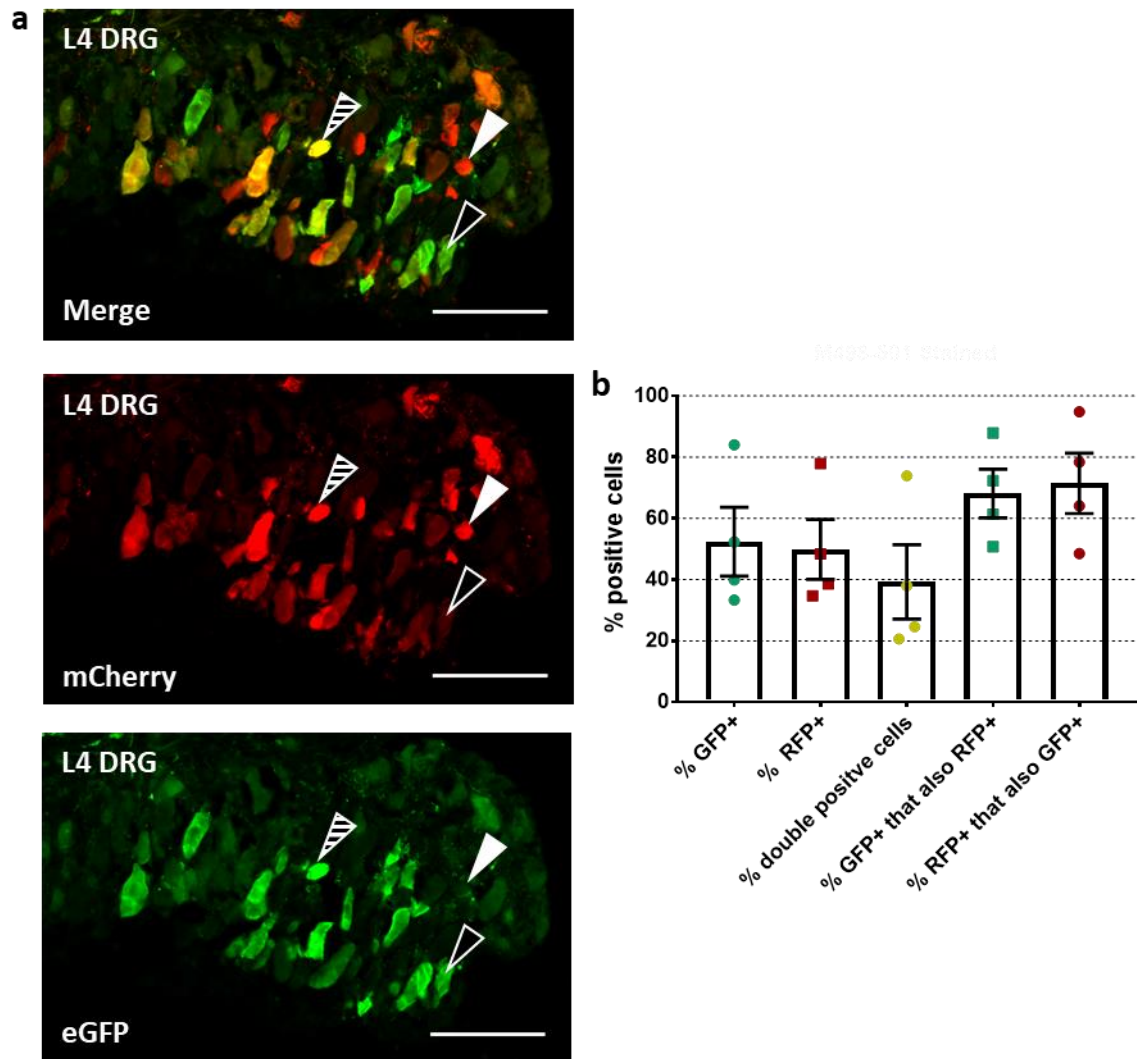 a
L4 DRG
Merge
L4 DRG
mCherry
L4 DRG
eGFP
b
% positive cells
100
80
60
40
20
0
% GFP+
% RFP+
% double positve cells
% GFP+ that also RFP+
% RFP+ that also GFP+